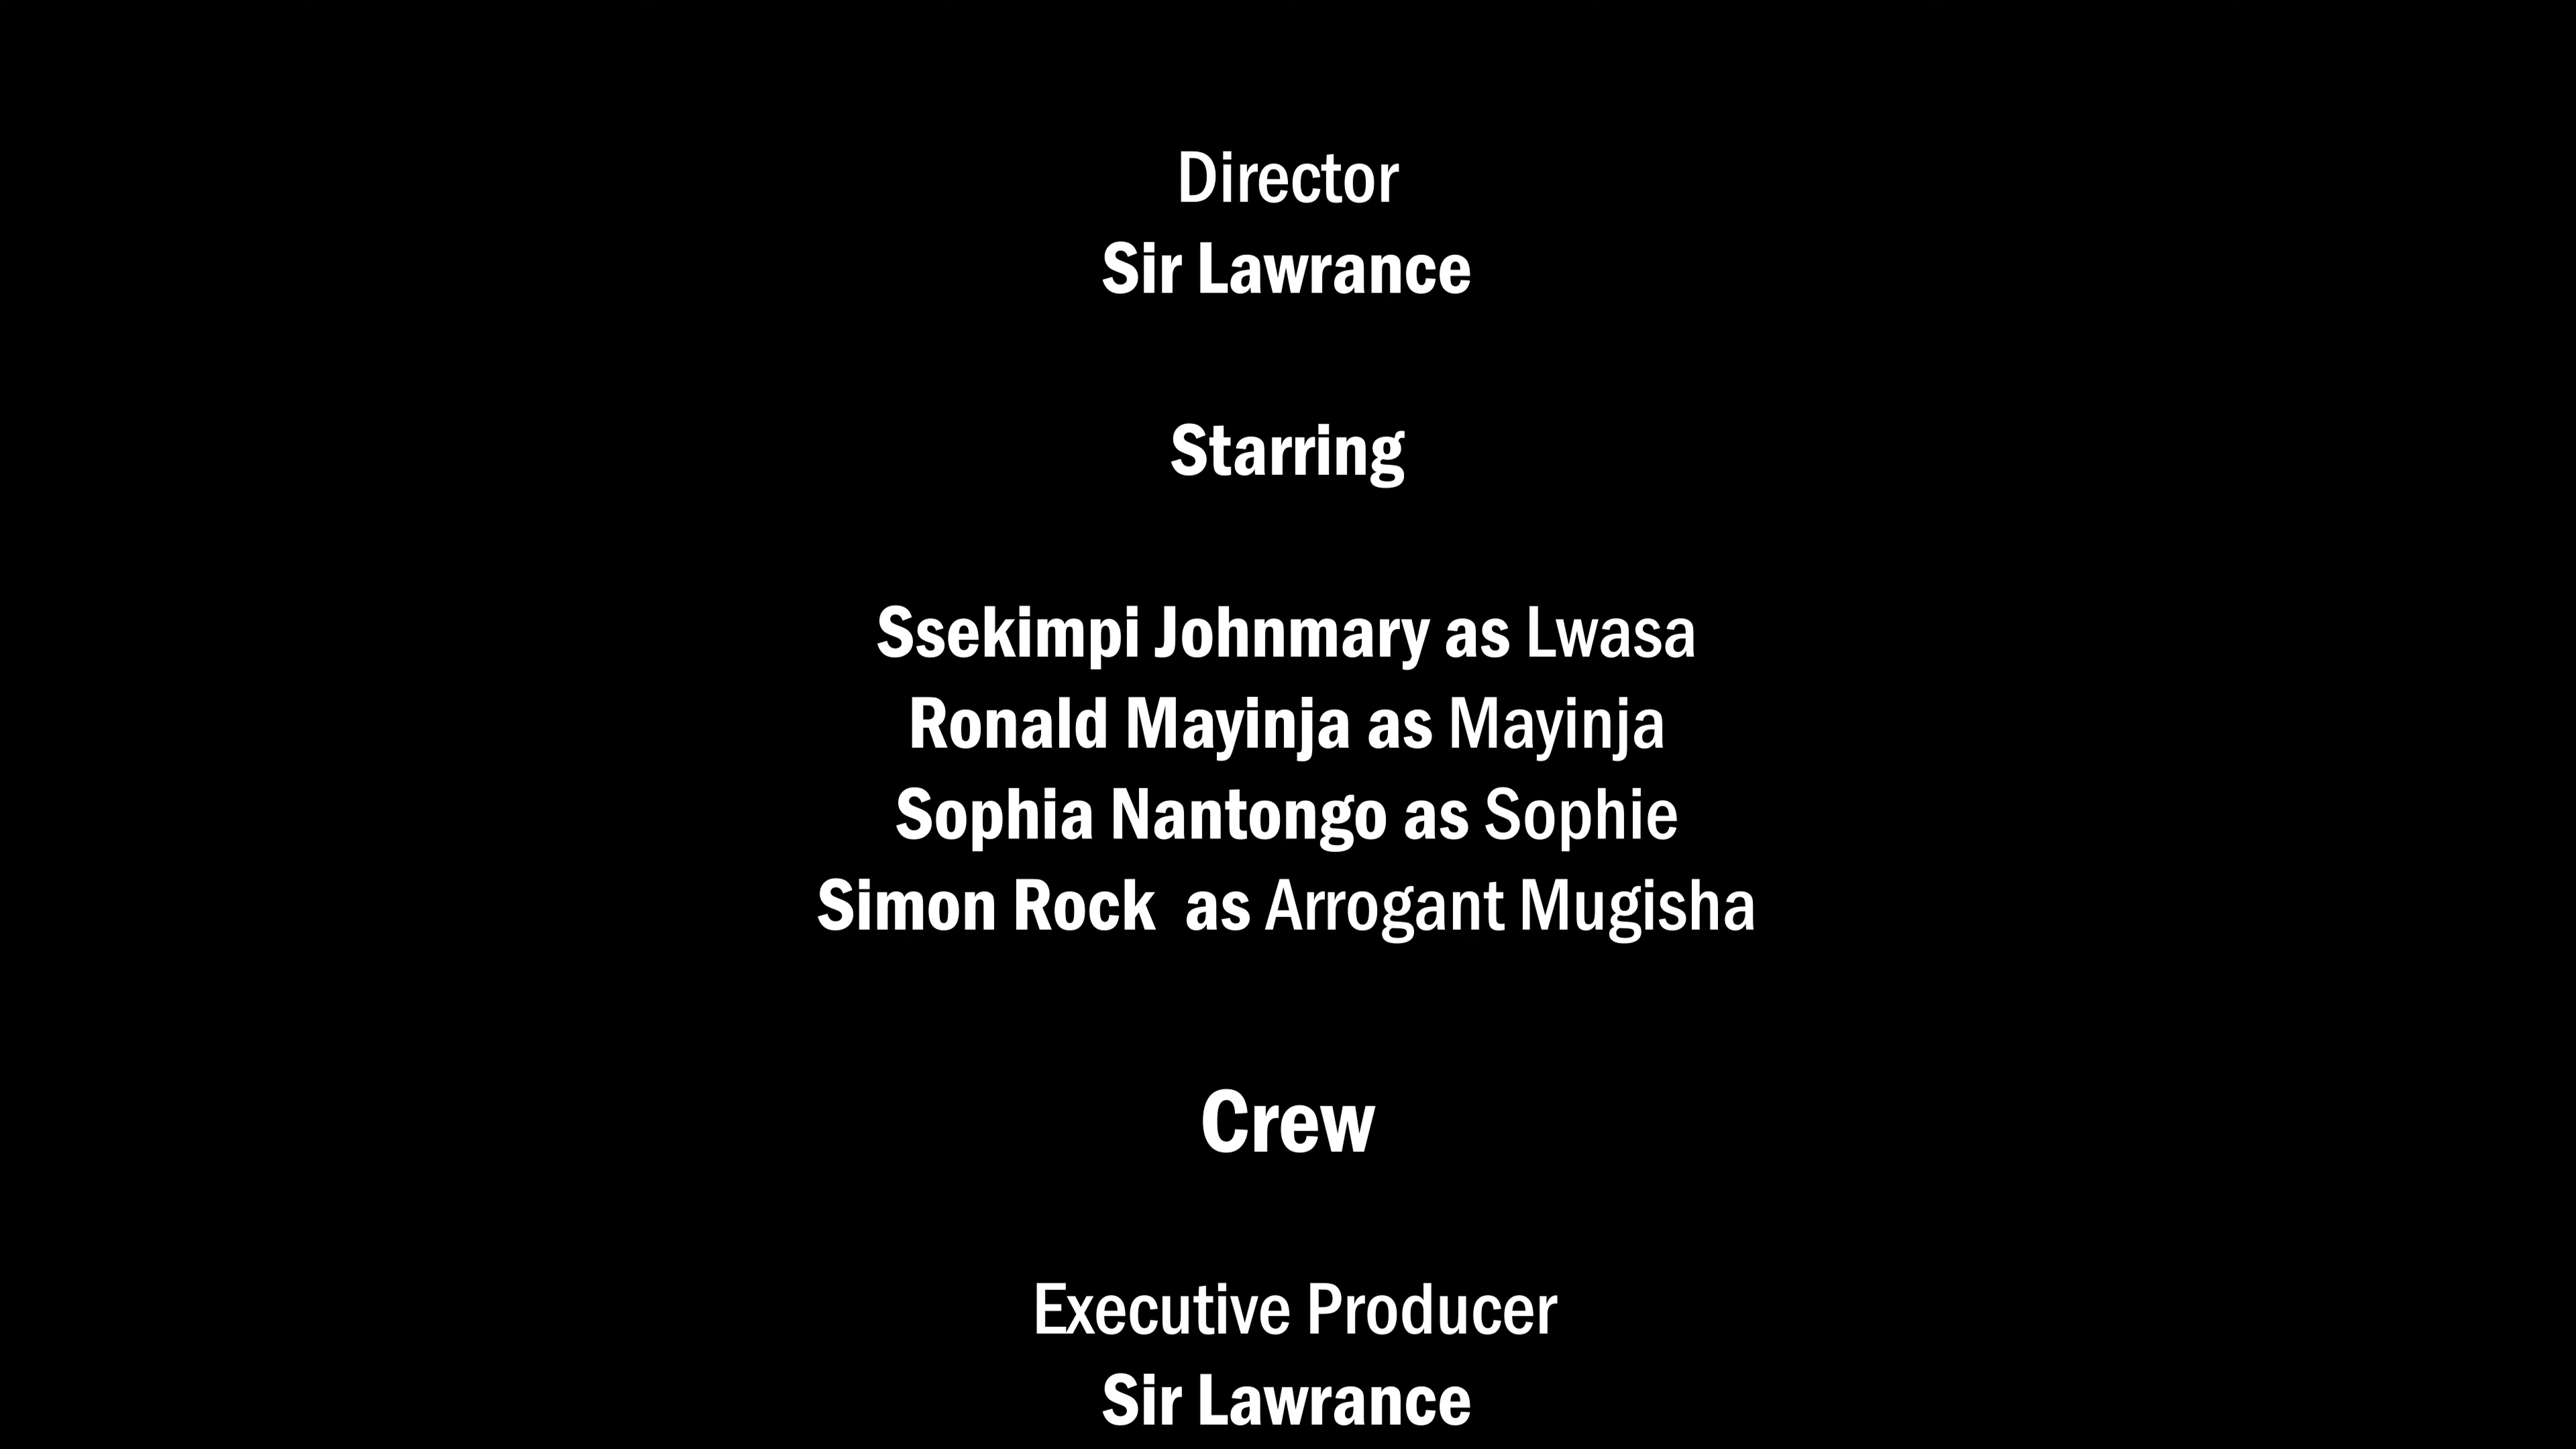 Director
Sir Lawrance
Starring
Ssekimpi Johnmary as Lwasa
Ronald Mayinja as Mayinja
Sophia Nantongo as Sophie
Simon Rock  as Arrogant Mugisha
Crew
Executive Producer
Sir Lawrance